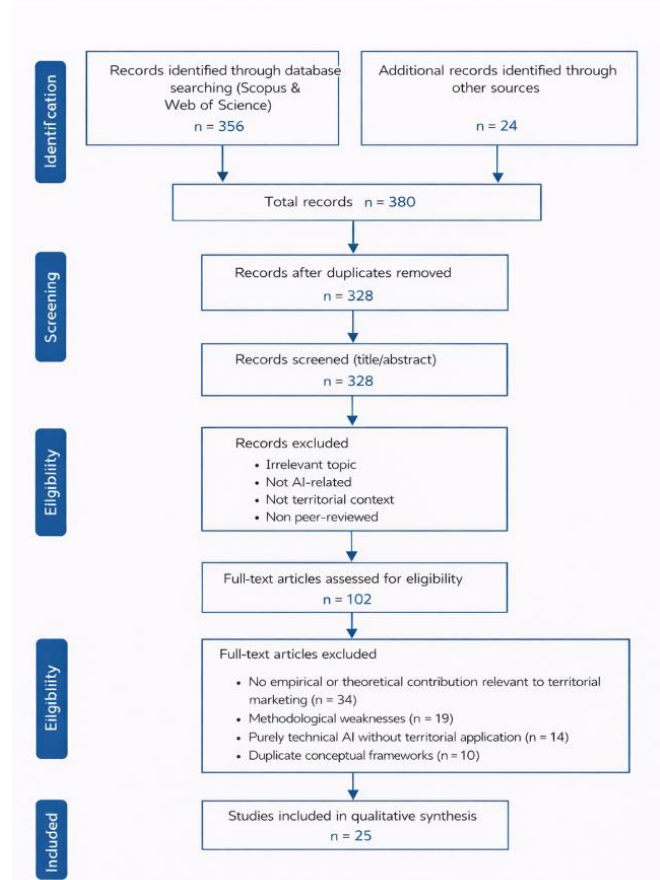 Identification
Records identified through database
searching (Scopus &
Web of Science)
n = 356
Additional records identified through
other sources
n = 24
Total records n = 380
Screening
Records after duplicates removed
n = 328
Records screened (title/abstract)
n = 328
Eilgibliity
Records excluded
• Irrelevant topic
• Not AI-related
• Not territorial context
• Non peer-reviewed
Full-text articles assessed for eligibility
n = 102
Eilgibliity
Full-text articles excluded
• No empirical or theoretical contribution relevant to territorial
marketing (n = 34)
• Methodological weaknesses (n = 19)
• Purely technical AI without territorial application (n = 14)
• Duplicate conceptual frameworks (n = 10)
Included
Studies included in qualitative synthesis
n = 25